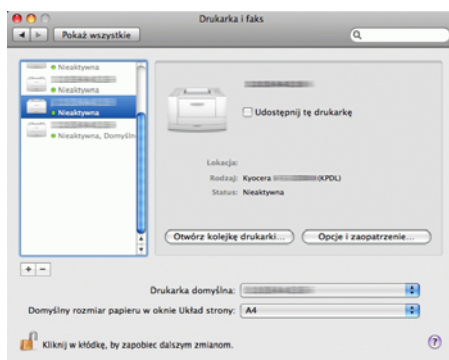 Drukarka i faks
Pokaż wszystkie
Nieaktywna
Nieaktywna
Nieaktywna
Nieaktywna, Domyśln
Udostępnij tę drukarkę
Lokacja:
Rodzaj: Kyocera (KPDL)
Status: Nieaktywna
Otwórz kolejkę drukarki... Opcje i zaopatrzenie...
+ −
Drukarka domyślna:
Domyślny rozmiar papieru w oknie Układ strony: A4
Kliknij w kłódkę, by zapobiec dalszym zmianom. ?